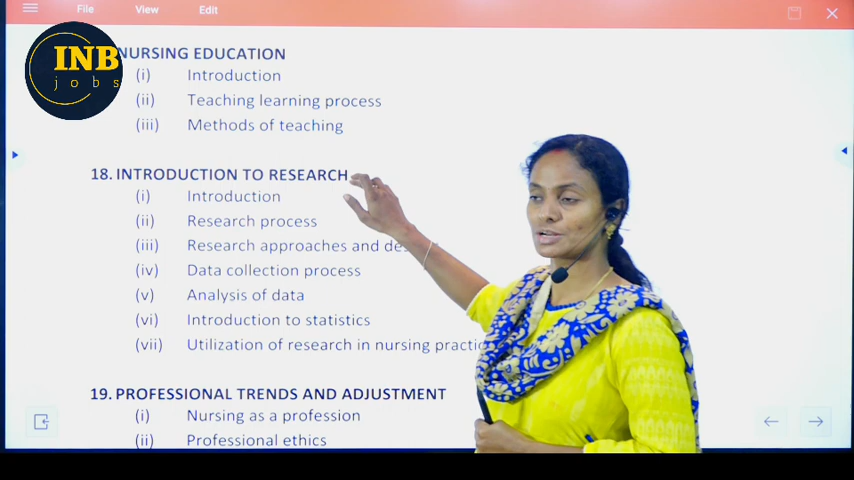 File View Edit
INB
jobs
NURSING EDUCATION
(i) Introduction
(ii) Teaching learning process
(iii) Methods of teaching
18. INTRODUCTION TO RESEARCH
(i) Introduction
(ii) Research process
(iii) Research approaches and
(iv) Data collection process
(v) Analysis of data
(vi) Introduction to statistics
(vii) Utilization of research in nursing
19. PROFESSIONAL TRENDS AND ADJUSTMENT
(i) Nursing as a profession
(ii) Professional ethics